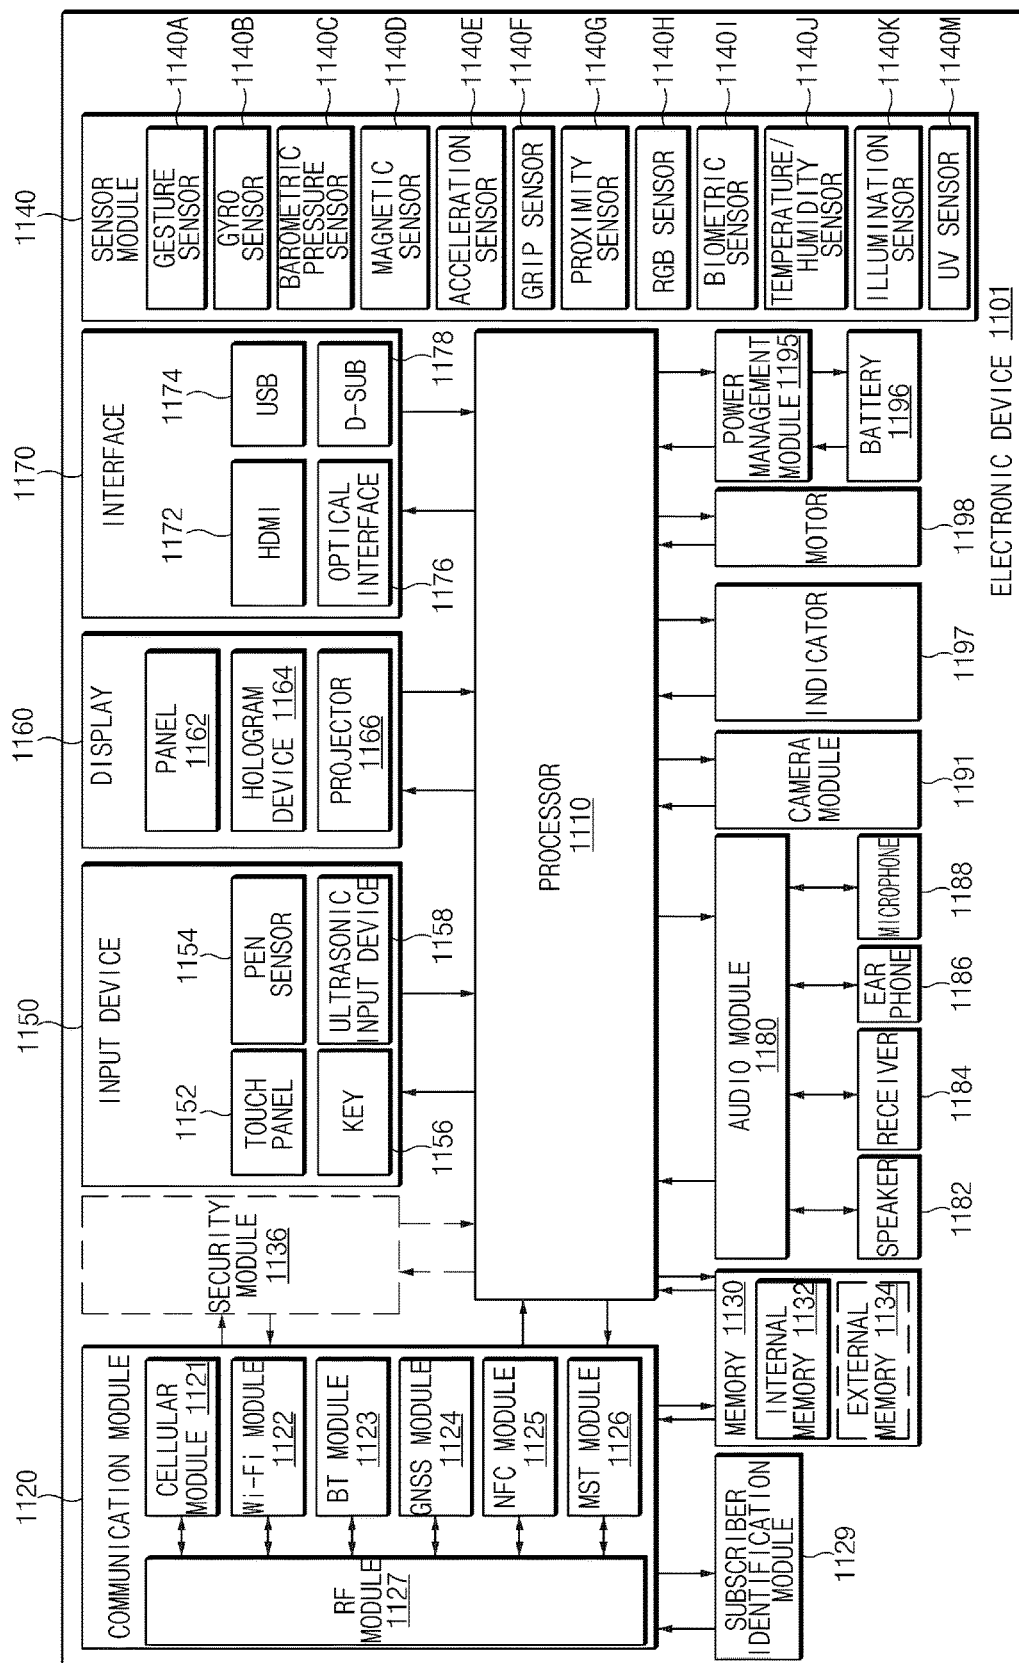 1120
COMMUNICATION MODULE
CELLULAR
MODULE 1121
Wi-Fi MODULE
1122
BT MODULE
1123
GNSS MODULE
1124
NFC MODULE
1125
MST MODULE
1126
RF
MODULE
1127
SECURITY
MODULE
1136
1150
INPUT DEVICE
1152
TOUCH
PANEL
1154
PEN
SENSOR
KEY
1156
ULTRASONIC
INPUT DEVICE
1158
1160
DISPLAY
PANEL
1162
HOLOGRAM
DEVICE 1164
PROJECTOR
1166
1170
INTERFACE
1172
HDMI
1174
USB
OPTICAL
INTERFACE
1176
D-SUB
1178
1140
SENSOR
MODULE
GESTURE
SENSOR
1140A
GYRO
SENSOR
1140B
BAROMETRIC
PRESSURE
SENSOR
1140C
MAGNETIC
SENSOR
1140D
ACCELERATION
SENSOR
1140E
GRIP SENSOR
1140F
PROXIMITY
SENSOR
1140G
RGB SENSOR
1140H
BIOMETRIC
SENSOR
1140I
TEMPERATURE/
HUMIDITY
SENSOR
1140J
ILLUMINATION
SENSOR
1140K
UV SENSOR
1140M
PROCESSOR
1110
SUBSCRIBER
IDENTIFICATION
MODULE
1129
MEMORY 1130
INTERNAL
MEMORY 1132
EXTERNAL
MEMORY 1134
AUDIO MODULE
1180
SPEAKER
1182
RECEIVER
1184
EAR
PHONE
1186
MICROPHONE
1188
CAMERA
MODULE
1191
INDICATOR
1197
MOTOR
1198
POWER
MANAGEMENT
MODULE 1195
BATTERY
1196
ELECTRONIC DEVICE 1101